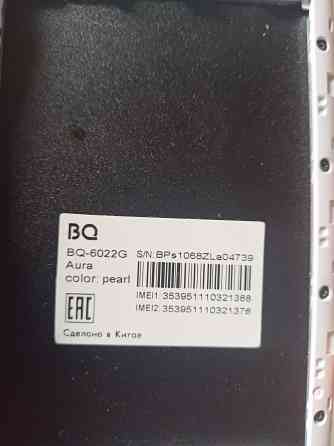 BQ
BQ-6022G S/N:BPs1068ZLa04739
Aura
color: pearl
IMEI1:353951110321368
IMEI2:353951110321376
EAC
Сделано в Китае